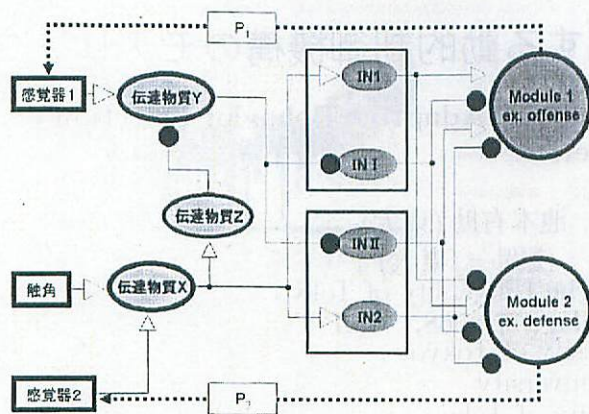 P₁
感覚器1
伝達物質Y
IN1
Module 1
ex. offense
IN I
伝達物質Z
IN II
触角
伝達物質X
IN2
Module 2
ex. defense
感覚器2